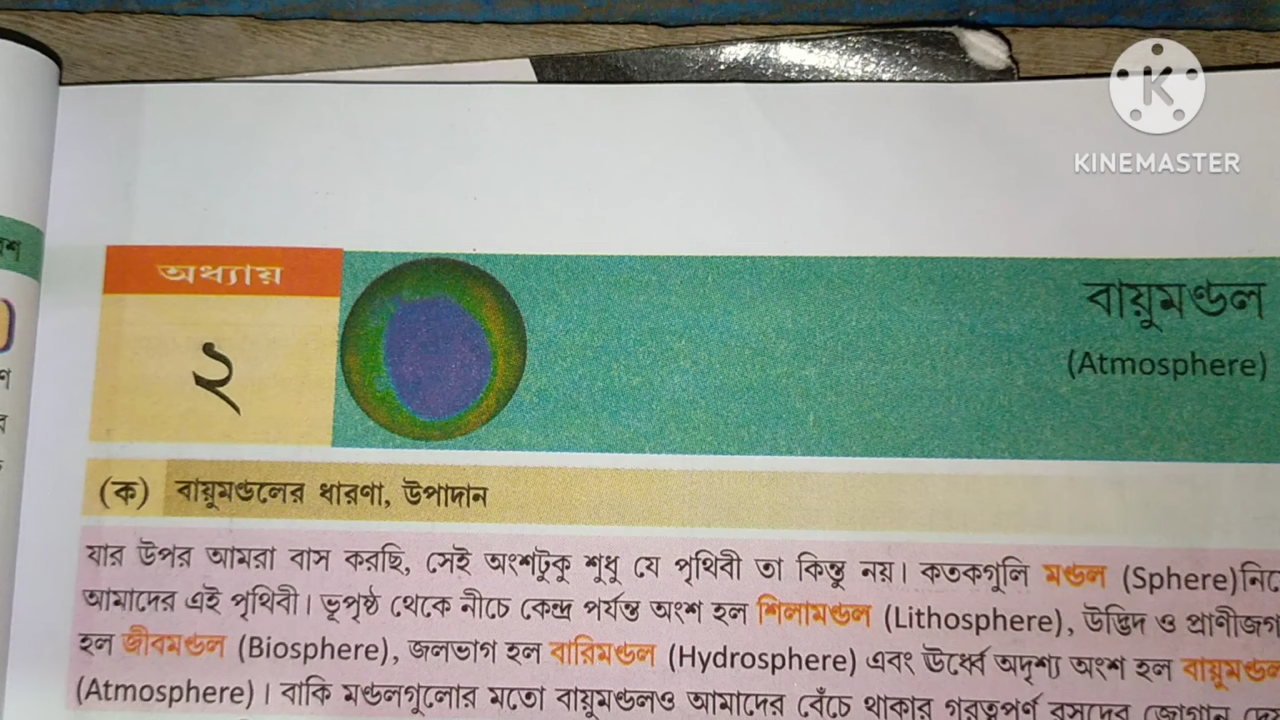 KINEMASTER
অধ্যায়
২
বায়ুমণ্ডল
(Atmosphere)
(ক) বায়ুমণ্ডলের ধারণা, উপাদান
যার উপর আমরা বাস করছি, সেই অংশটুকু শুধু যে পৃথিবী তা কিন্তু নয়। কতকগুলি মণ্ডল (Sphere)
আমাদের এই পৃথিবী। ভূপৃষ্ঠ থেকে নীচে কেন্দ্র পর্যন্ত অংশ হল শিলামণ্ডল (Lithosphere), উদ্ভিদ ও
হল জীবমণ্ডল (Biosphere), জলভাগ হল বারিমণ্ডল (Hydrosphere) এবং ঊর্ধ্বে অদৃশ্য অংশ হল বায়ুমণ্ডল
(Atmosphere)। বাকি মণ্ডলগুলোর মতো বায়ুমণ্ডলও আমাদের বেঁচে থাকার